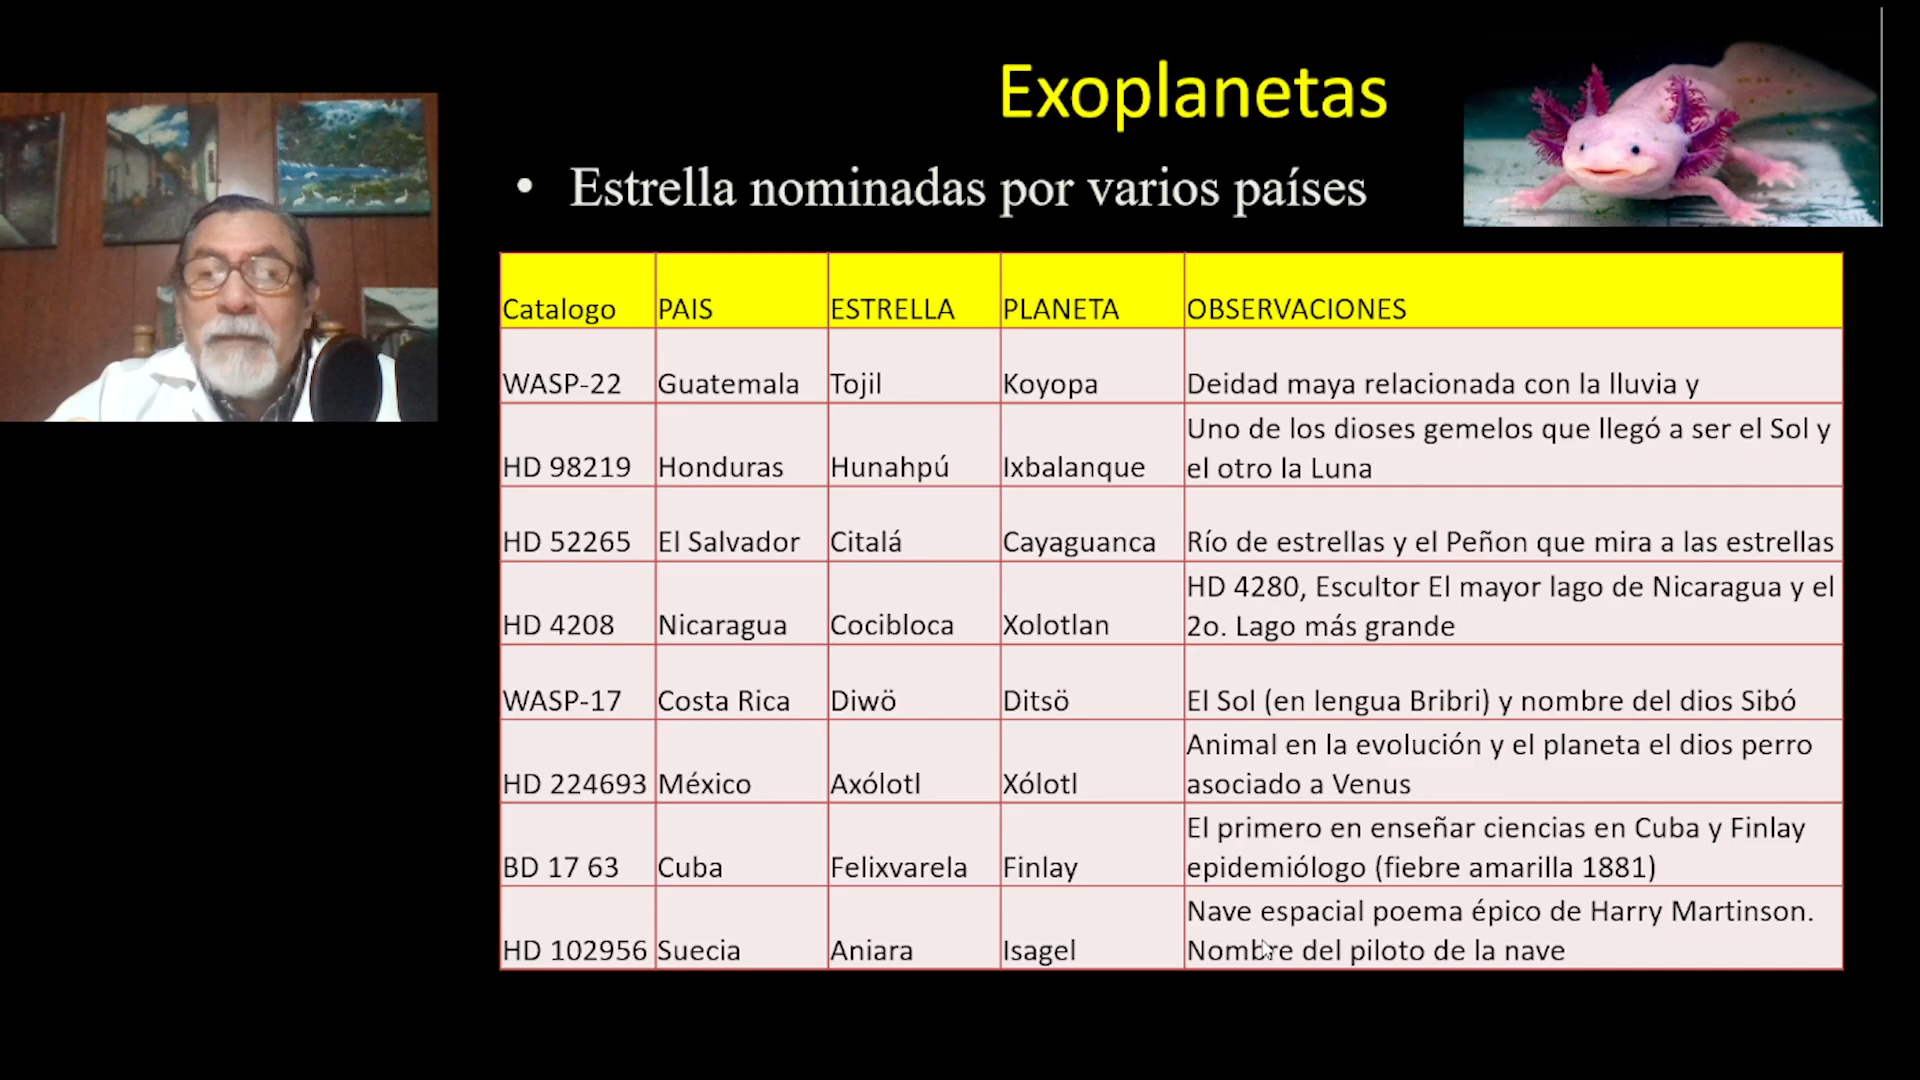 Exoplanetas
• Estrella nominadas por varios países
Catalogo PAIS ESTRELLA PLANETA OBSERVACIONES
WASP-22 Guatemala Tojil Koyopa Deidad maya relacionada con la lluvia y
HD 98219 Honduras Hunahpú Ixbalanque Uno de los dioses gemelos que llegó a ser el Sol y
el otro la Luna
HD 52265 El Salvador Citalá Cayaguanca Río de estrellas y el Peñon que mira a las estrellas
HD 4208 Nicaragua Cocibloca Xolotlan HD 4280, Escultor El mayor lago de Nicaragua y el
2o. Lago más grande
WASP-17 Costa Rica Diwö Ditsö El Sol (en lengua Bribri) y nombre del dios Sibó
HD 224693 México Axólotl Xólotl Animal en la evolución y el planeta el dios perro
asociado a Venus
BD 17 63 Cuba Felixvarela Finlay El primero en enseñar ciencias en Cuba y Finlay
epidemiólogo (fiebre amarilla 1881)
HD 102956 Suecia Aniara Isagel Nave espacial poema épico de Harry Martinson.
Nombre del piloto de la nave